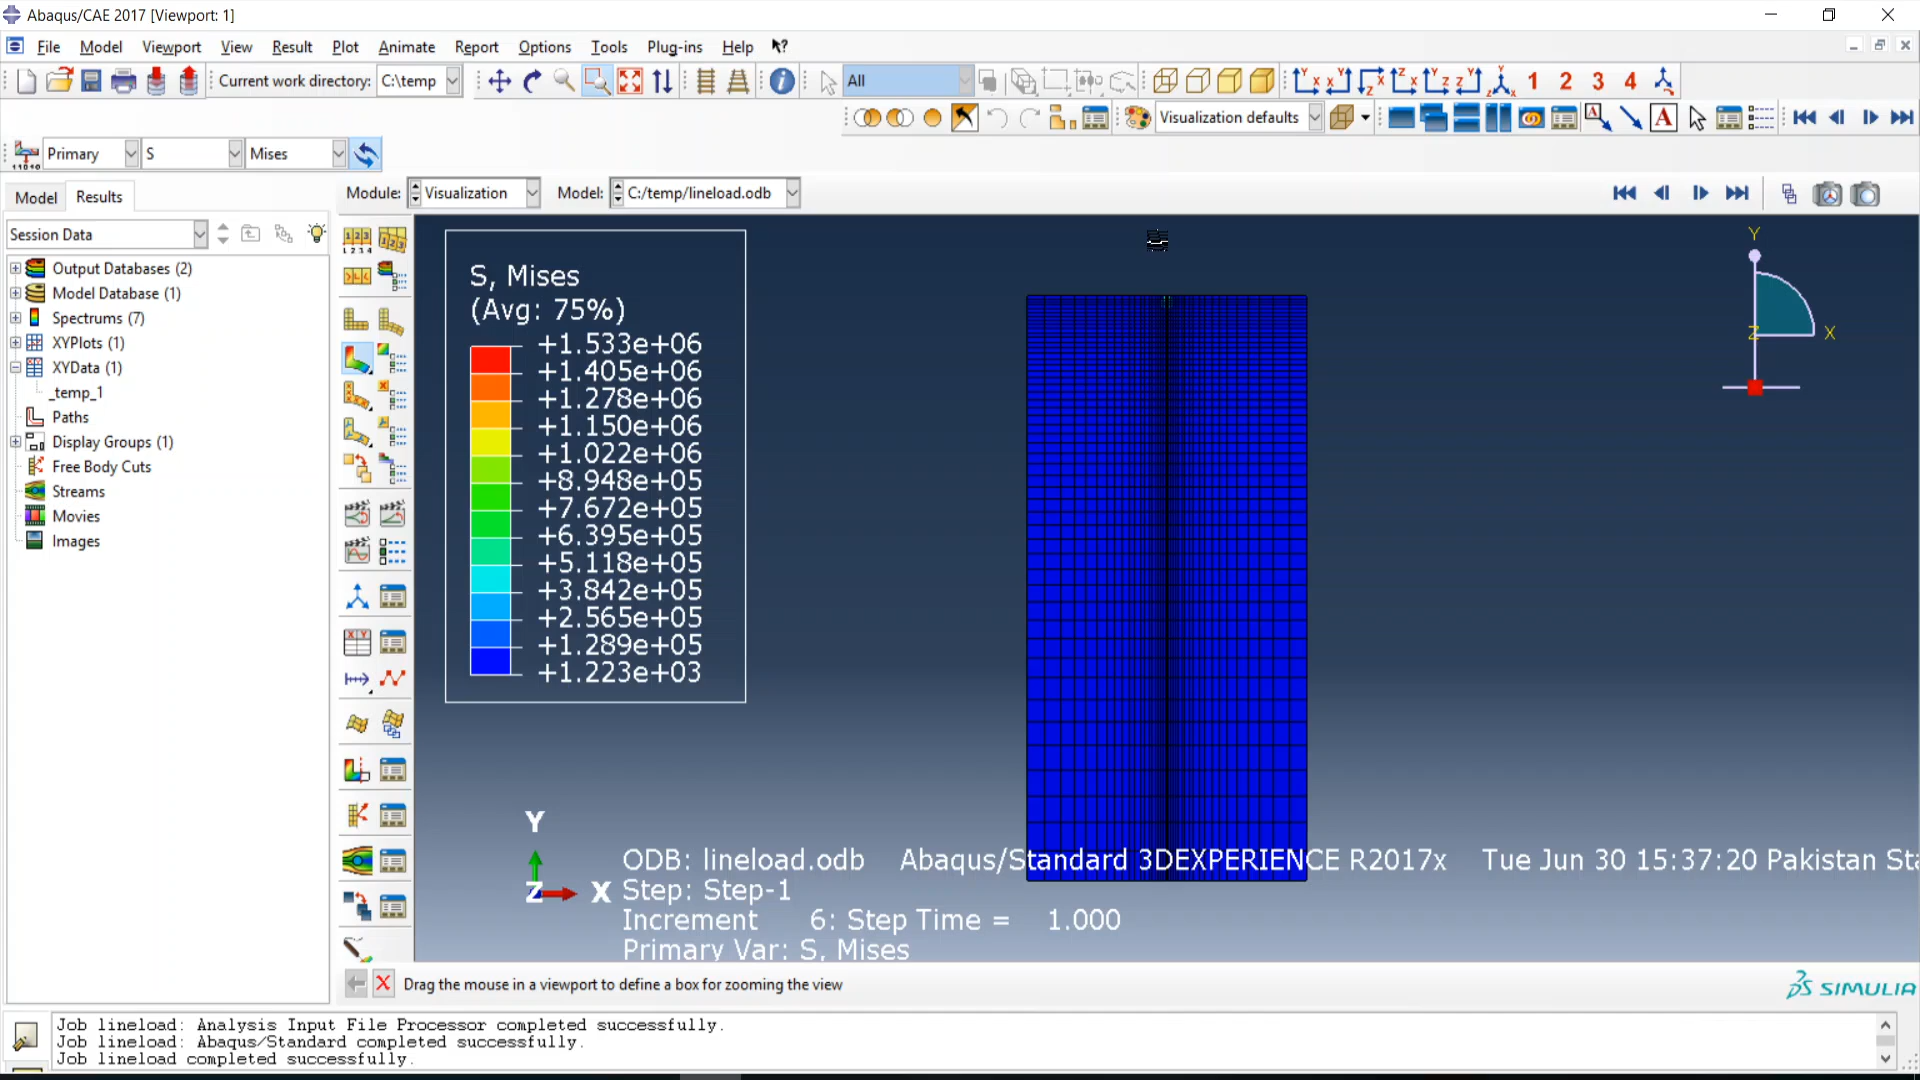 Abaqus/CAE 2017 [Viewport: 1]
File Model Viewport View Result Plot Animate Report Options Tools Plug-ins Help
Current work directory: C:\temp All 1 2 3 4
Visualization defaults
Primary S Mises
Model Results Module: Visualization Model: C:/temp/lineload.odb
Session Data
Output Databases (2)
Model Database (1)
Spectrums (7)
XYPlots (1)
XYData (1)
_temp_1
Paths
Display Groups (1)
Free Body Cuts
Streams
Movies
Images
S, Mises
(Avg: 75%)
+1.533e+06
+1.405e+06
+1.278e+06
+1.150e+06
+1.022e+06
+8.948e+05
+7.672e+05
+6.395e+05
+5.118e+05
+3.842e+05
+2.565e+05
+1.289e+05
+1.223e+03
Y
Z X
Y
Z X
ODB: lineload.odb Abaqus/Standard 3DEXPERIENCE R2017x Tue Jun 30 15:37:20 Pakistan Sta
Step: Step-1
Increment 6: Step Time = 1.000
Primary Var: S, Mises
Drag the mouse in a viewport to define a box for zooming the view
SIMULIA
Job lineload: Analysis Input File Processor completed successfully.
Job lineload: Abaqus/Standard completed successfully.
Job lineload completed successfully.